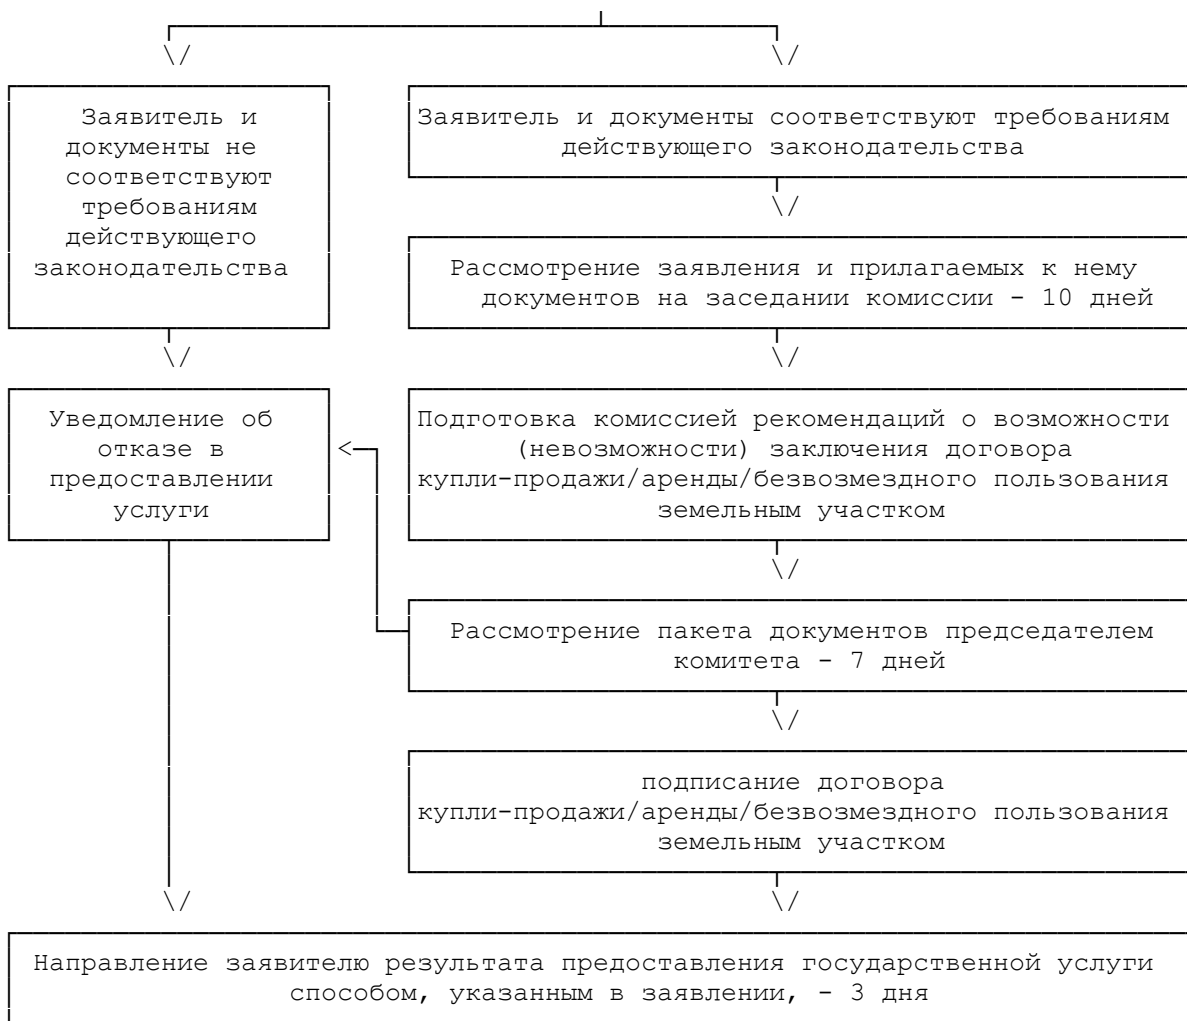 Заявитель и
документы не
соответствуют
требованиям
действующего
законодательства
Заявитель и документы соответствуют требованиям
действующего законодательства
Рассмотрение заявления и прилагаемых к нему
документов на заседании комиссии - 10 дней
Уведомление об
отказе в
предоставлении
услуги
Подготовка комиссией рекомендаций о возможности
(невозможности) заключения договора
купли-продажи/аренды/безвозмездного пользования
земельным участком
Рассмотрение пакета документов председателем
комитета - 7 дней
подписание договора
купли-продажи/аренды/безвозмездного пользования
земельным участком
Направление заявителю результата предоставления государственной услуги
способом, указанным в заявлении, - 3 дня